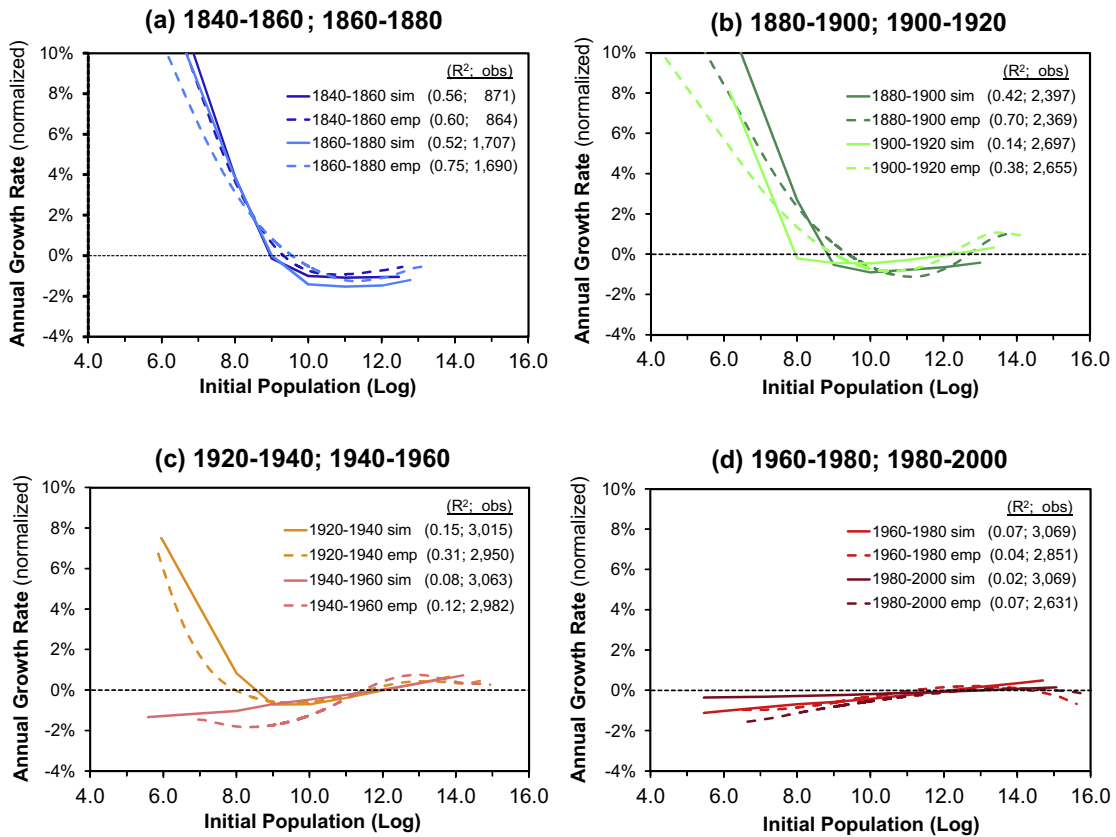 (a) 1840-1860; 1860-1880
Annual Growth Rate (normalized)
10%
8%
6%
4%
2%
0%
-2%
-4%
(R²; obs)
1840-1860 sim (0.56; 871)
1840-1860 emp (0.60; 864)
1860-1880 sim (0.52; 1,707)
1860-1880 emp (0.75; 1,690)
4.0 6.0 8.0 10.0 12.0 14.0 16.0
Initial Population (Log)
(b) 1880-1900; 1900-1920
Annual Growth Rate (normalized)
10%
8%
6%
4%
2%
0%
-2%
-4%
(R²; obs)
1880-1900 sim (0.42; 2,397)
1880-1900 emp (0.70; 2,369)
1900-1920 sim (0.14; 2,697)
1900-1920 emp (0.38; 2,655)
4.0 6.0 8.0 10.0 12.0 14.0 16.0
Initial Population (Log)
(c) 1920-1940; 1940-1960
Annual Growth Rate (normalized)
10%
8%
6%
4%
2%
0%
-2%
-4%
(R²; obs)
1920-1940 sim (0.15; 3,015)
1920-1940 emp (0.31; 2,950)
1940-1960 sim (0.08; 3,063)
1940-1960 emp (0.12; 2,982)
4.0 6.0 8.0 10.0 12.0 14.0 16.0
Initial Population (Log)
(d) 1960-1980; 1980-2000
Annual Growth Rate (normalized)
10%
8%
6%
4%
2%
0%
-2%
-4%
(R²; obs)
1960-1980 sim (0.07; 3,069)
1960-1980 emp (0.04; 2,851)
1980-2000 sim (0.02; 3,069)
1980-2000 emp (0.07; 2,631)
4.0 6.0 8.0 10.0 12.0 14.0 16.0
Initial Population (Log)